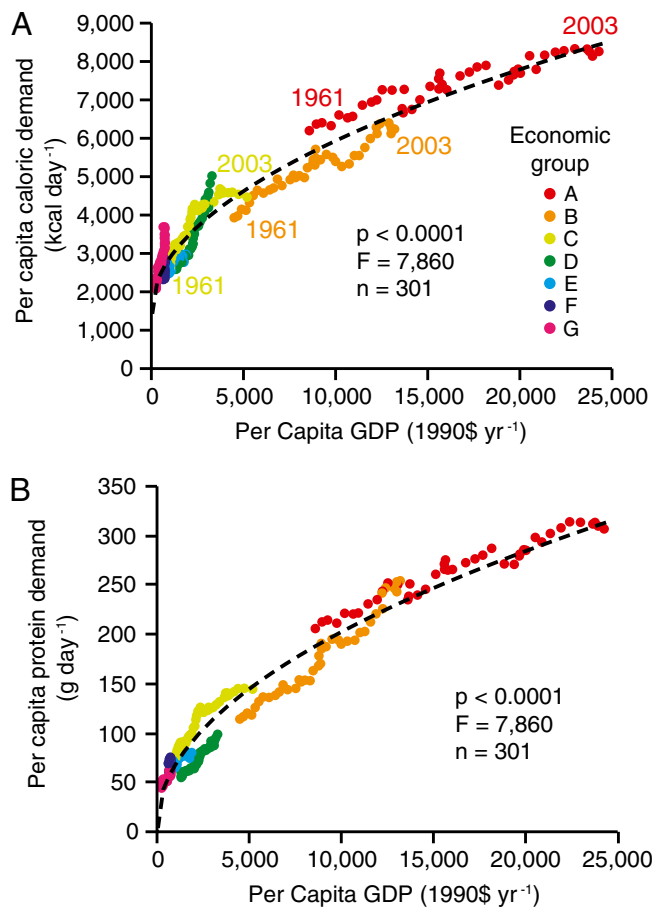 A
9,000
8,000
7,000
6,000
5,000
4,000
3,000
2,000
1,000
0
Per capita caloric demand
(kcal day⁻¹)
2003
1961
2003
2003
1961
1961
p < 0.0001
F = 7,860
n = 301
Economic
group
A
B
C
D
E
F
G
0
5,000
10,000
15,000
20,000
25,000
Per Capita GDP (1990$ yr⁻¹)
B
350
300
250
200
150
100
50
0
Per capita protein demand
(g day⁻¹)
p < 0.0001
F = 7,860
n = 301
0
5,000
10,000
15,000
20,000
25,000
Per Capita GDP (1990$ yr⁻¹)